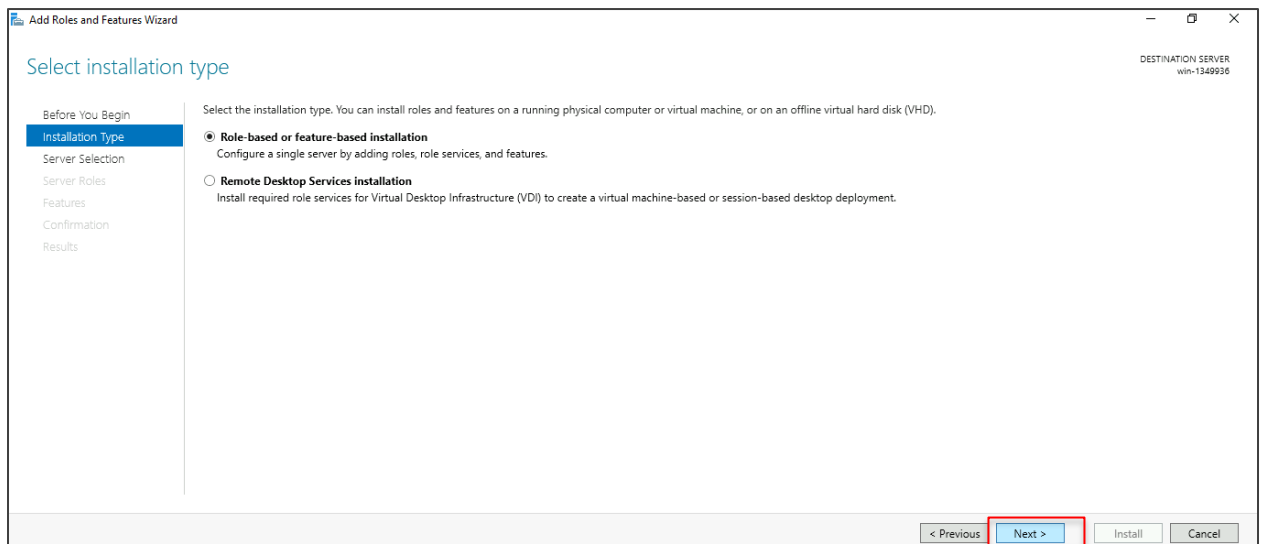 Add Roles and Features Wizard
Select installation type
DESTINATION SERVER
win-1349936
Before You Begin
Installation Type
Server Selection
Server Roles
Features
Confirmation
Results
Select the installation type. You can install roles and features on a running physical computer or virtual machine, or on an offline virtual hard disk (VHD).
Role-based or feature-based installation
Configure a single server by adding roles, role services, and features.
Remote Desktop Services installation
Install required role services for Virtual Desktop Infrastructure (VDI) to create a virtual machine-based or session-based desktop deployment.
< Previous
Next >
Install
Cancel